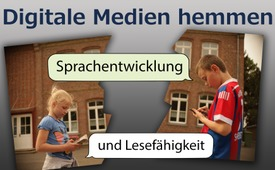 Digitale Medien hemmen
Sprachentwicklung
und Lesefähigkeit